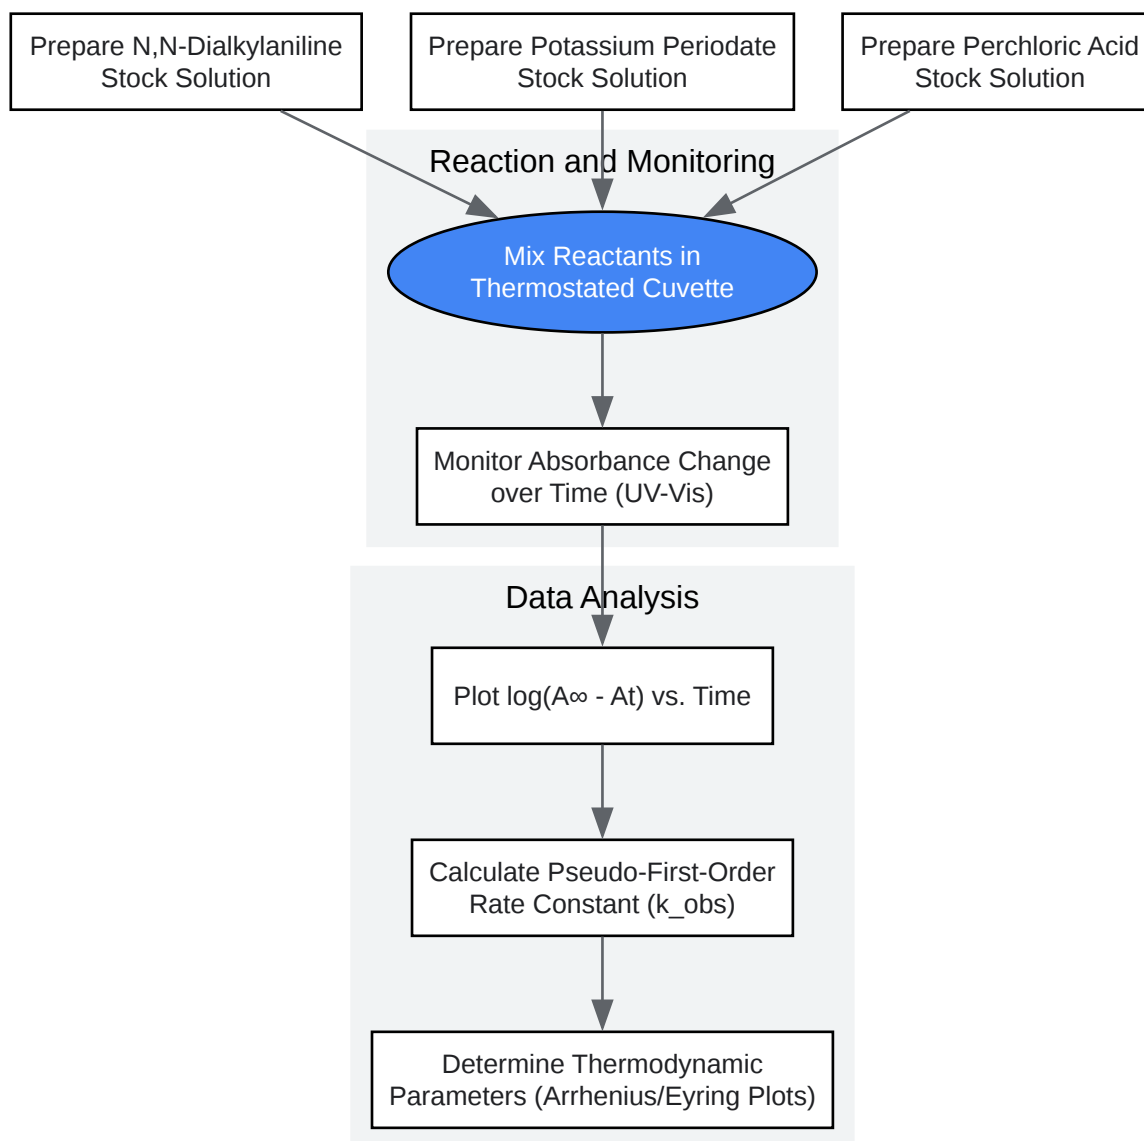 Prepare N,N-Dialkylaniline
Stock Solution
Prepare Potassium Periodate
Stock Solution
Prepare Perchloric Acid
Stock Solution
Reaction and Monitoring
Mix Reactants in
Thermostated Cuvette
Monitor Absorbance Change
over Time (UV-Vis)
Data Analysis
Plot log(A∞ - At) vs. Time
Calculate Pseudo-First-Order
Rate Constant (k_obs)
Determine Thermodynamic
Parameters (Arrhenius/Eyring Plots)